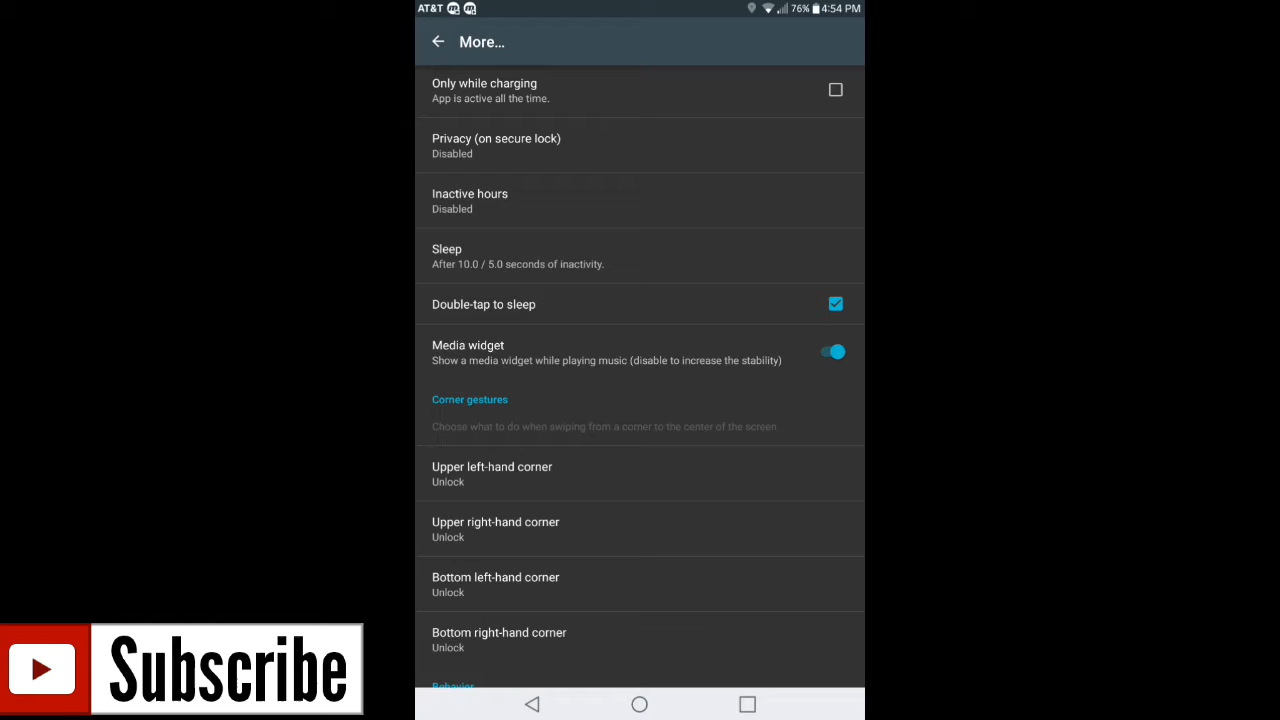 AT&T 76% 4:54 PM
More...
Only while charging
App is active all the time.
Privacy (on secure lock)
Disabled
Inactive hours
Disabled
Sleep
After 10.0 / 5.0 seconds of inactivity.
Double-tap to sleep
Media widget
Show a media widget while playing music (disable to increase the stability)
Corner gestures
Choose what to do when swiping from a corner to the center of the screen
Upper left-hand corner
Unlock
Upper right-hand corner
Unlock
Bottom left-hand corner
Unlock
Bottom right-hand corner
Unlock
Behavior
Subscribe